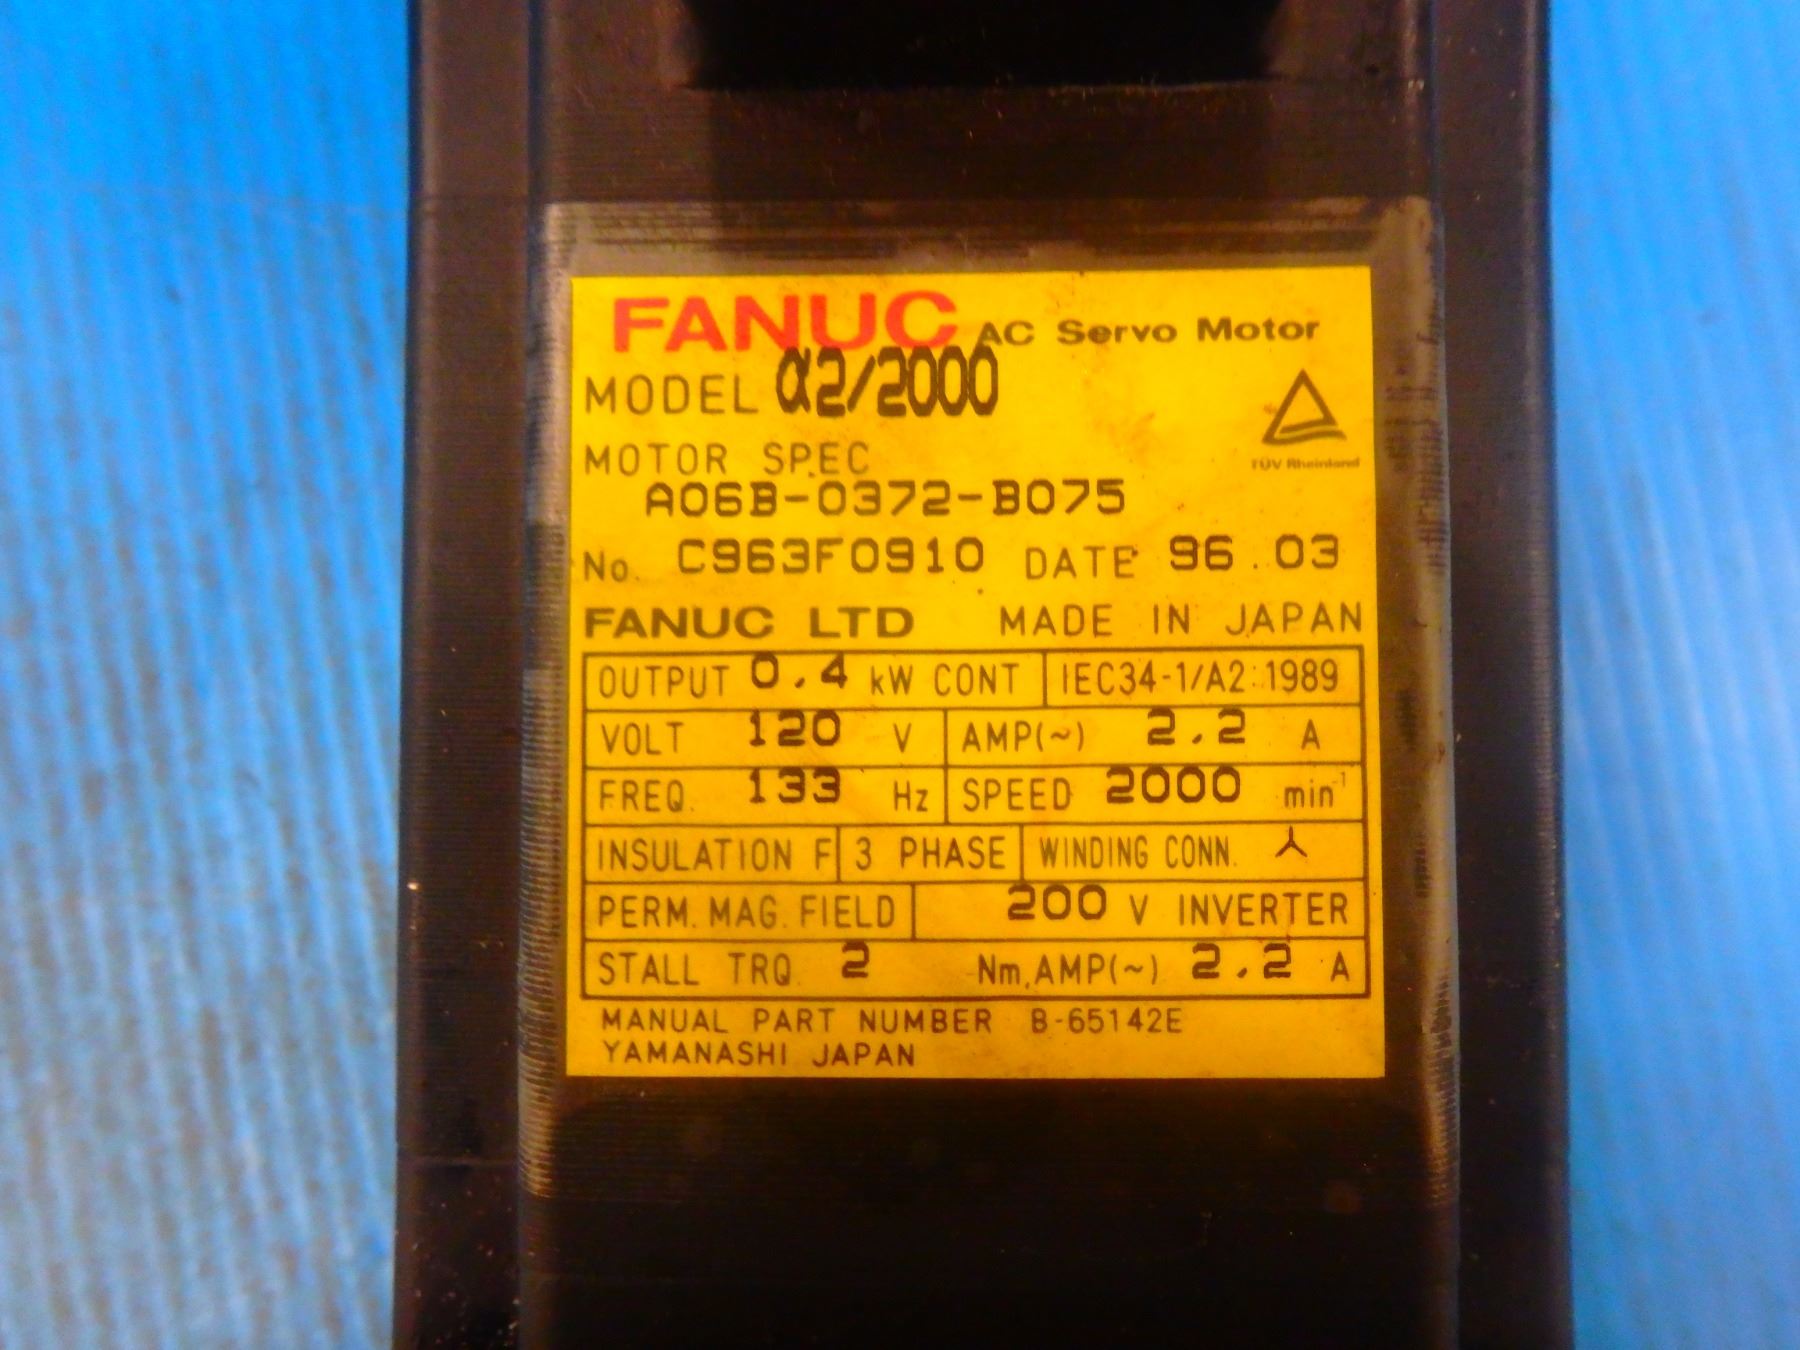 FANUC AC Servo Motor
MODEL α2/2000
TÜV Rheinland
MOTOR SPEC
A06B-0372-B075
No. C963F0910 DATE 96.03
FANUC LTD MADE IN JAPAN
OUTPUT 0.4 kW CONT IEC34-1/A2:1989
VOLT 120 V AMP(~) 2.2 A
FREQ. 133 Hz SPEED 2000 min⁻¹
INSULATION F 3 PHASE WINDING CONN. ⅄
PERM. MAG. FIELD 200 V INVERTER
STALL TRQ. 2 Nm, AMP(~) 2.2 A
MANUAL PART NUMBER B-65142E
YAMANASHI JAPAN